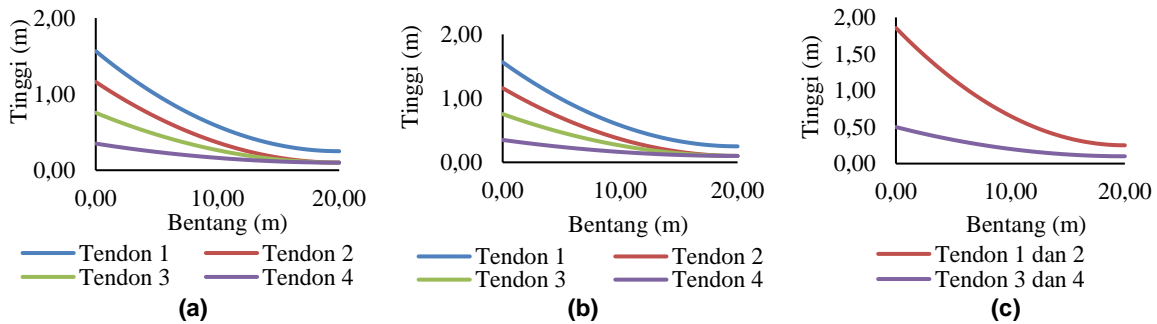 Tinggi (m)
2,00
1,00
0,00
0,00 10,00 20,00
Bentang (m)
Tendon 1 Tendon 2
Tendon 3 Tendon 4
(a)
Tinggi (m)
2,00
1,00
0,00
0,00 10,00 20,00
Bentang (m)
Tendon 1 Tendon 2
Tendon 3 Tendon 4
(b)
Tinggi (m)
2,00
1,50
1,00
0,50
0,00
0,00 10,00 20,00
Bentang (m)
Tendon 1 dan 2
Tendon 3 dan 4
(c)